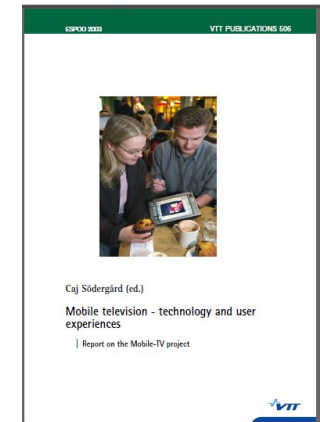 ESPOO 2003 VTT PUBLICATIONS 506
Caj Södergård (ed.)
Mobile television - technology and user
experiences
Report on the Mobile-TV project
VTT